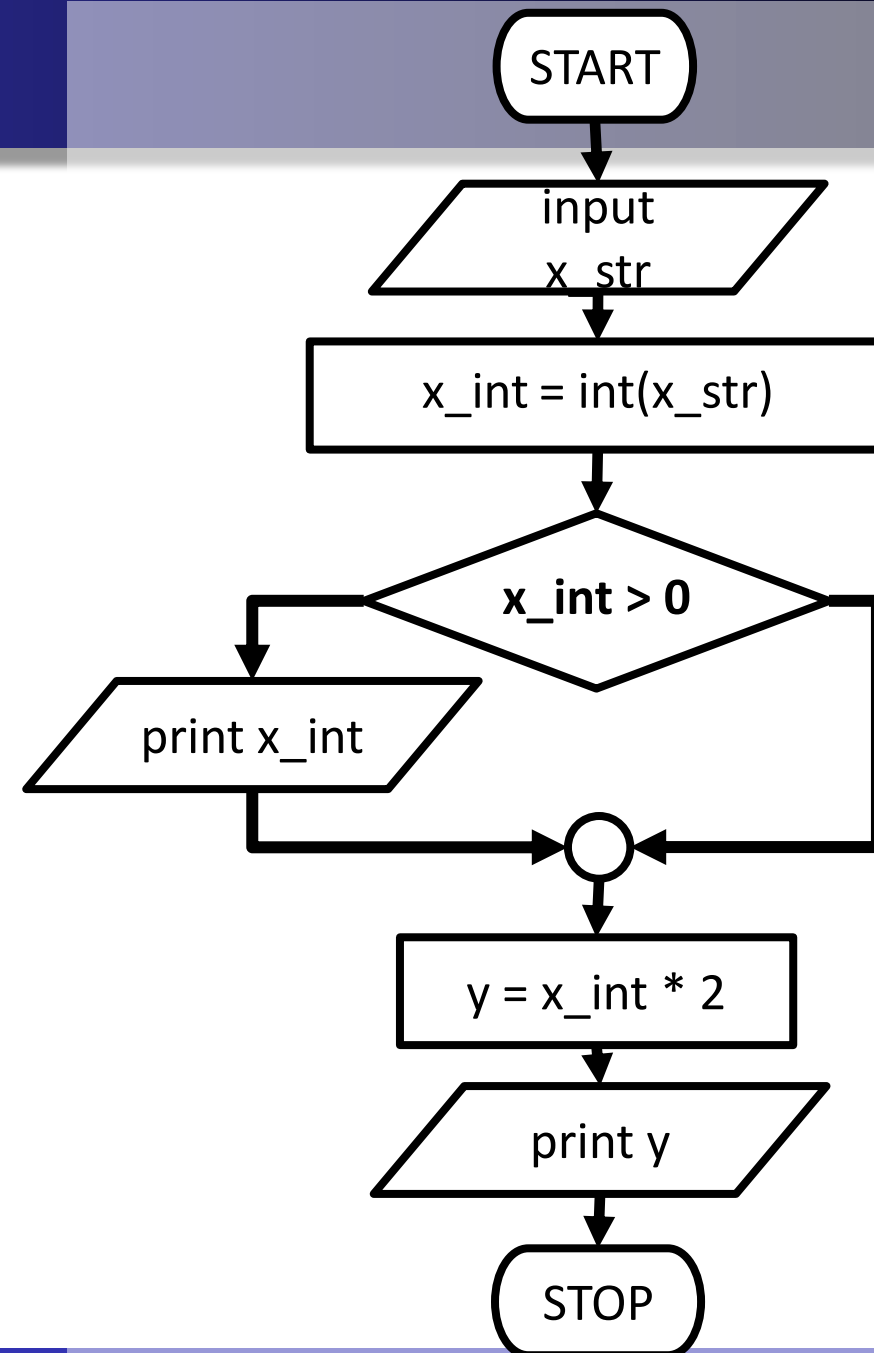 START
input
x_str
x_int = int(x_str)
x_int > 0
print x_int
y = x_int * 2
print y
STOP